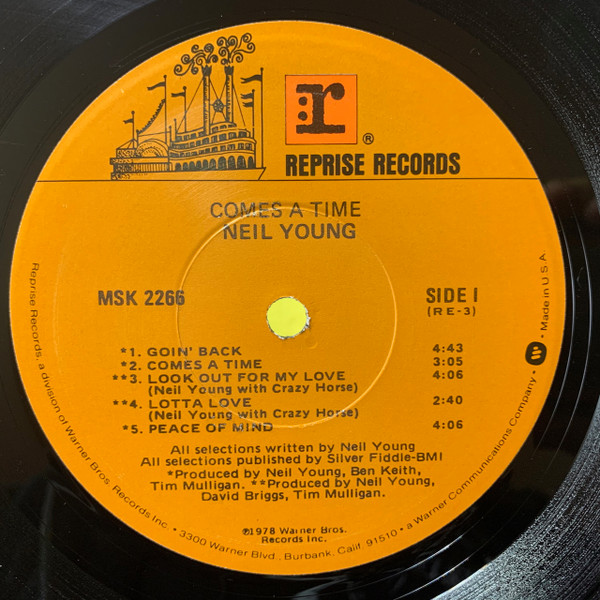 r
®
REPRISE RECORDS
COMES A TIME
NEIL YOUNG
MSK 2266
SIDE 1
(RE-3)
*1. GOIN' BACK 4:43
*2. COMES A TIME 3:05
**3. LOOK OUT FOR MY LOVE 4:06
(Neil Young with Crazy Horse)
**4. LOTTA LOVE 2:40
(Neil Young with Crazy Horse)
*5. PEACE OF MIND 4:06
All selections written by Neil Young
All selections published by Silver Fiddle-BMI
*Produced by Neil Young, Ben Keith,
Tim Mulligan. **Produced by Neil Young,
David Briggs, Tim Mulligan.
℗1978 Warner Bros.
Records Inc.
Reprise Records, a division of Warner Bros. Records Inc. • 3300 Warner Blvd., Burbank, Calif. 91510 • a Warner Communications Company • W • Made in U.S.A.